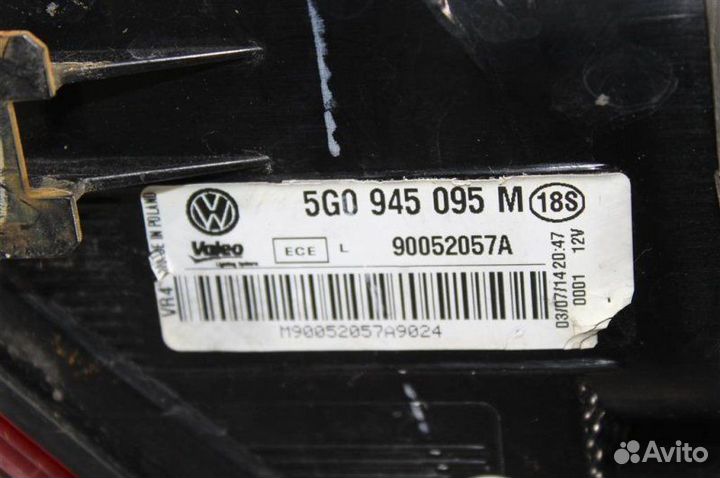 5G0 945 095 M 18S
Valeo
ECE L 90052057A
M90052057A9024
VR4
DE IN POLAND
03/07/14 20:47
0001 12V
Avito